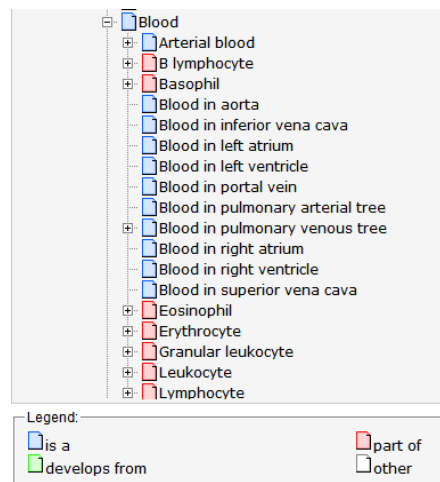 Blood
Arterial blood
B lymphocyte
Basophil
Blood in aorta
Blood in inferior vena cava
Blood in left atrium
Blood in left ventricle
Blood in portal vein
Blood in pulmonary arterial tree
Blood in pulmonary venous tree
Blood in right atrium
Blood in right ventricle
Blood in superior vena cava
Eosinophil
Erythrocyte
Granular leukocyte
Leukocyte
Lymphocyte
Legend:
is a part of
develops from other